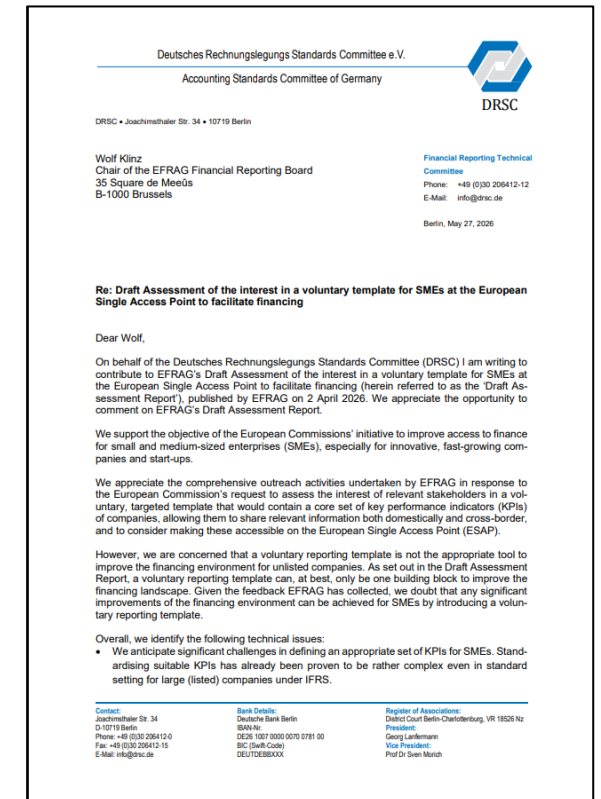 Deutsches Rechnungslegungs Standards Committee e.V.
Accounting Standards Committee of Germany
DRSC
DRSC • Joachimsthaler Str. 34 • 10719 Berlin
Wolf Klinz
Chair of the EFRAG Financial Reporting Board
35 Square de Meeûs
B-1000 Brussels
Financial Reporting Technical
Committee
Phone: +49 (0)30 206412-12
E-Mail: info@drsc.de
Berlin, May 27, 2026
Re: Draft Assessment of the interest in a voluntary template for SMEs at the European
Single Access Point to facilitate financing
Dear Wolf,
On behalf of the Deutsches Rechnungslegungs Standards Committee (DRSC) I am writing to
contribute to EFRAG's Draft Assessment of the interest in a voluntary template for SMEs at
the European Single Access Point to facilitate financing (herein referred to as the 'Draft As-
sessment Report'), published by EFRAG on 2 April 2026. We appreciate the opportunity to
comment on EFRAG's Draft Assessment Report.
We support the objective of the European Commissions' initiative to improve access to finance
for small and medium-sized enterprises (SMEs), especially for innovative, fast-growing com-
panies and start-ups.
We appreciate the comprehensive outreach activities undertaken by EFRAG in response to
the European Commission's request to assess the interest of relevant stakeholders in a vol-
untary, targeted template that would contain a core set of key performance indicators (KPIs)
of companies, allowing them to share relevant information both domestically and cross-border,
and to consider making these accessible on the European Single Access Point (ESAP).
However, we are concerned that a voluntary reporting template is not the appropriate tool to
improve the financing environment for unlisted companies. As set out in the Draft Assessment
Report, a voluntary reporting template can, at best, only be one building block to improve the
financing landscape. Given the feedback EFRAG has collected, we doubt that any significant
improvements of the financing environment can be achieved for SMEs by introducing a volun-
tary reporting template.
Overall, we identify the following technical issues:
• We anticipate significant challenges in defining an appropriate set of KPIs for SMEs. Stand-
ardising suitable KPIs has already been proven to be rather complex even in standard
setting for large (listed) companies under IFRS.
Contact:
Joachimsthaler Str. 34
D-10719 Berlin
Phone: +49 (0)30 206412-0
Fax: +49 (0)30 206412-15
E-Mail: info@drsc.de
Bank Details:
Deutsche Bank Berlin
IBAN-Nr.
DE26 1007 0000 0070 0781 00
BIC (Swift-Code)
DEUTDEBBXXX
Register of Associations:
District Court Berlin-Charlottenburg, VR 18526 Nz
President:
Georg Lanfermann
Vice President:
Prof Dr Sven Morich